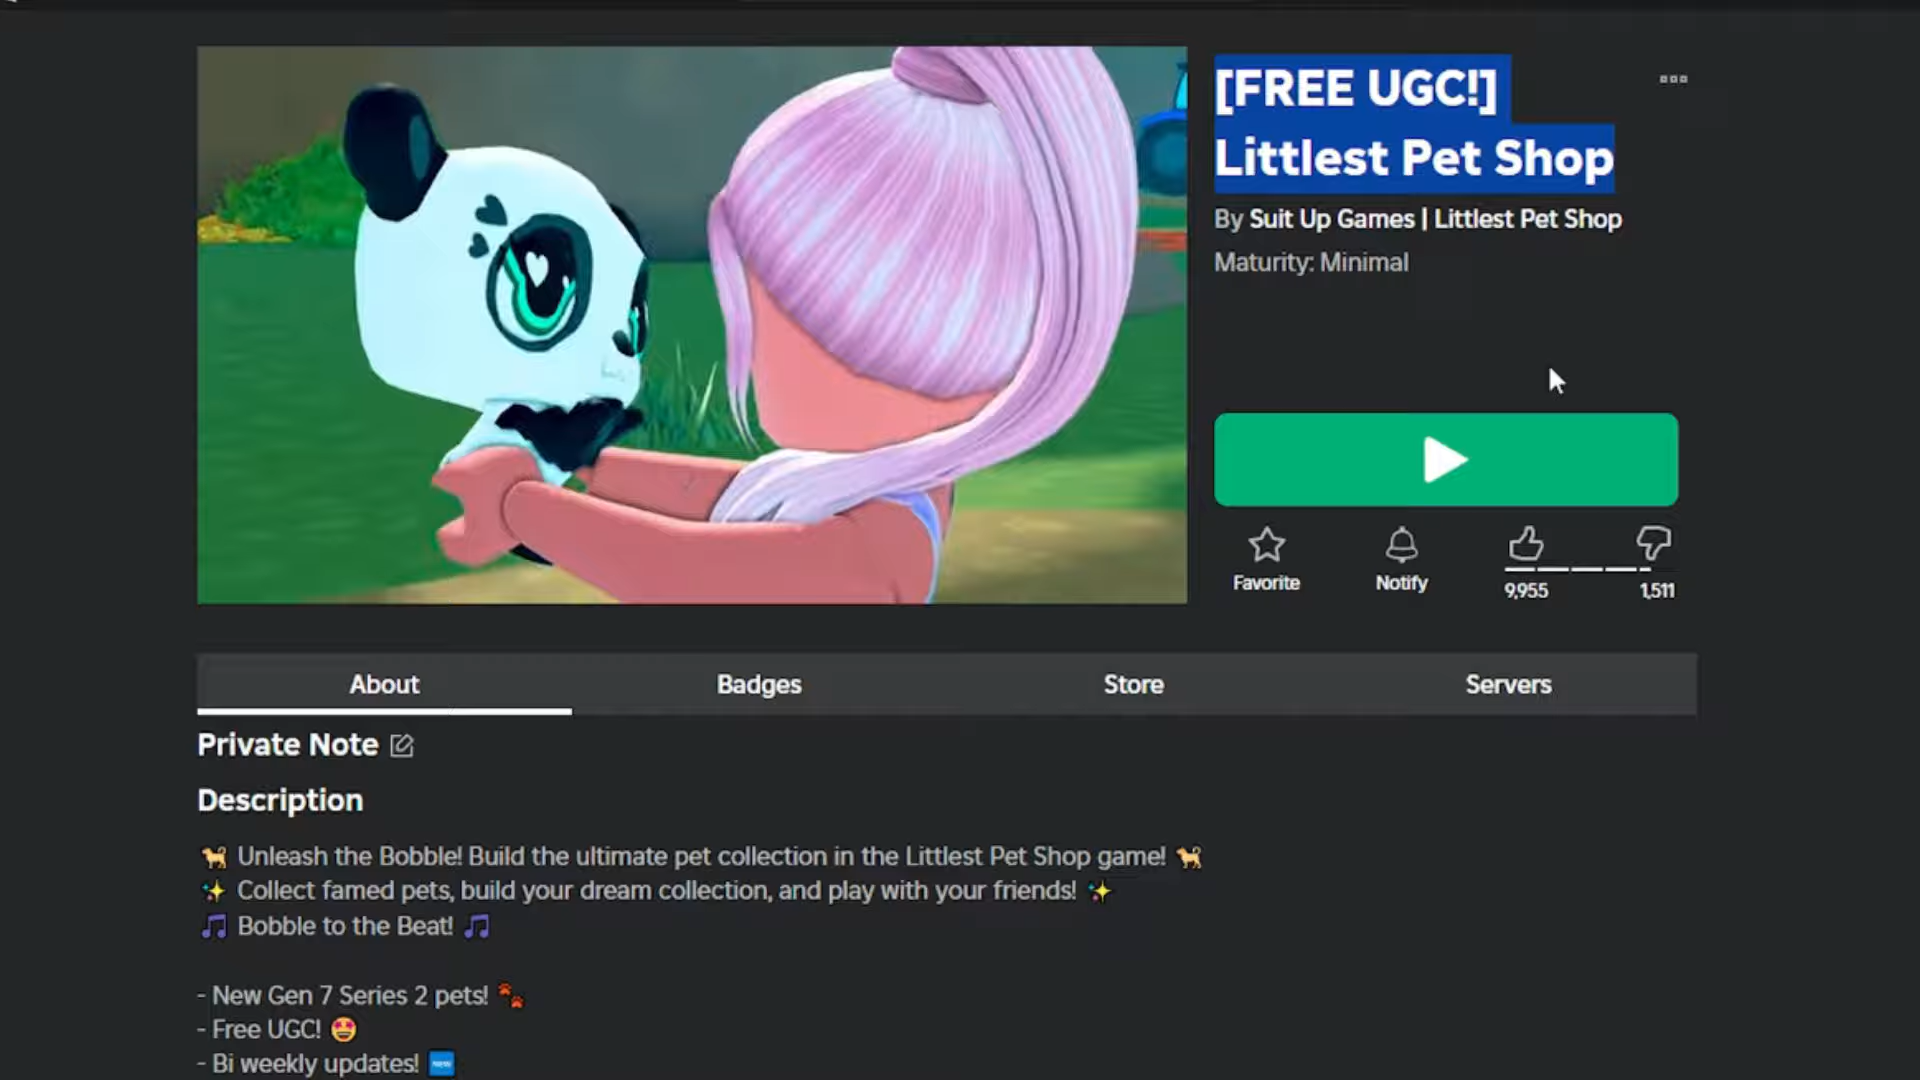 [FREE UGC!]
Littlest Pet Shop
By Suit Up Games | Littlest Pet Shop
Maturity: Minimal
Favorite
Notify
9,955
1,511
About
Badges
Store
Servers
Private Note
Description
🐕 Unleash the Bobble! Build the ultimate pet collection in the Littlest Pet Shop game! 🐕
✨ Collect famed pets, build your dream collection, and play with your friends! ✨
🎵 Bobble to the Beat! 🎵
- New Gen 7 Series 2 pets! 🐾
- Free UGC! 🤩
- Bi weekly updates! 🆕